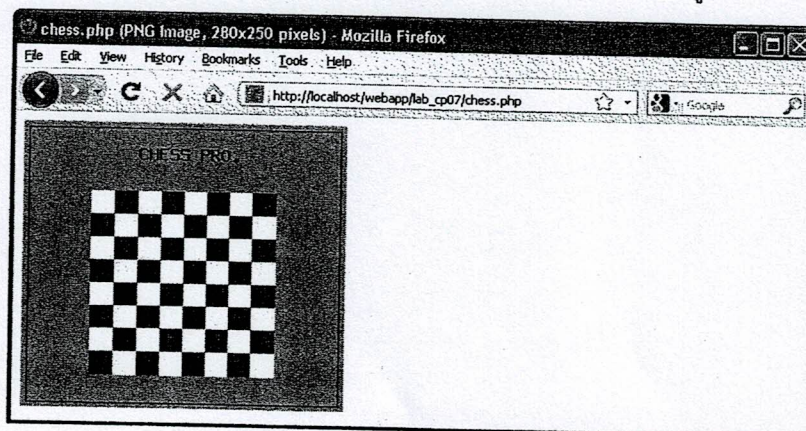 chess.php (PNG Image, 280x250 pixels) - Mozilla Firefox
File Edit View History Bookmarks Tools Help
http://localhost/webapp/lab_cp07/chess.php Google
CHESS PRO.